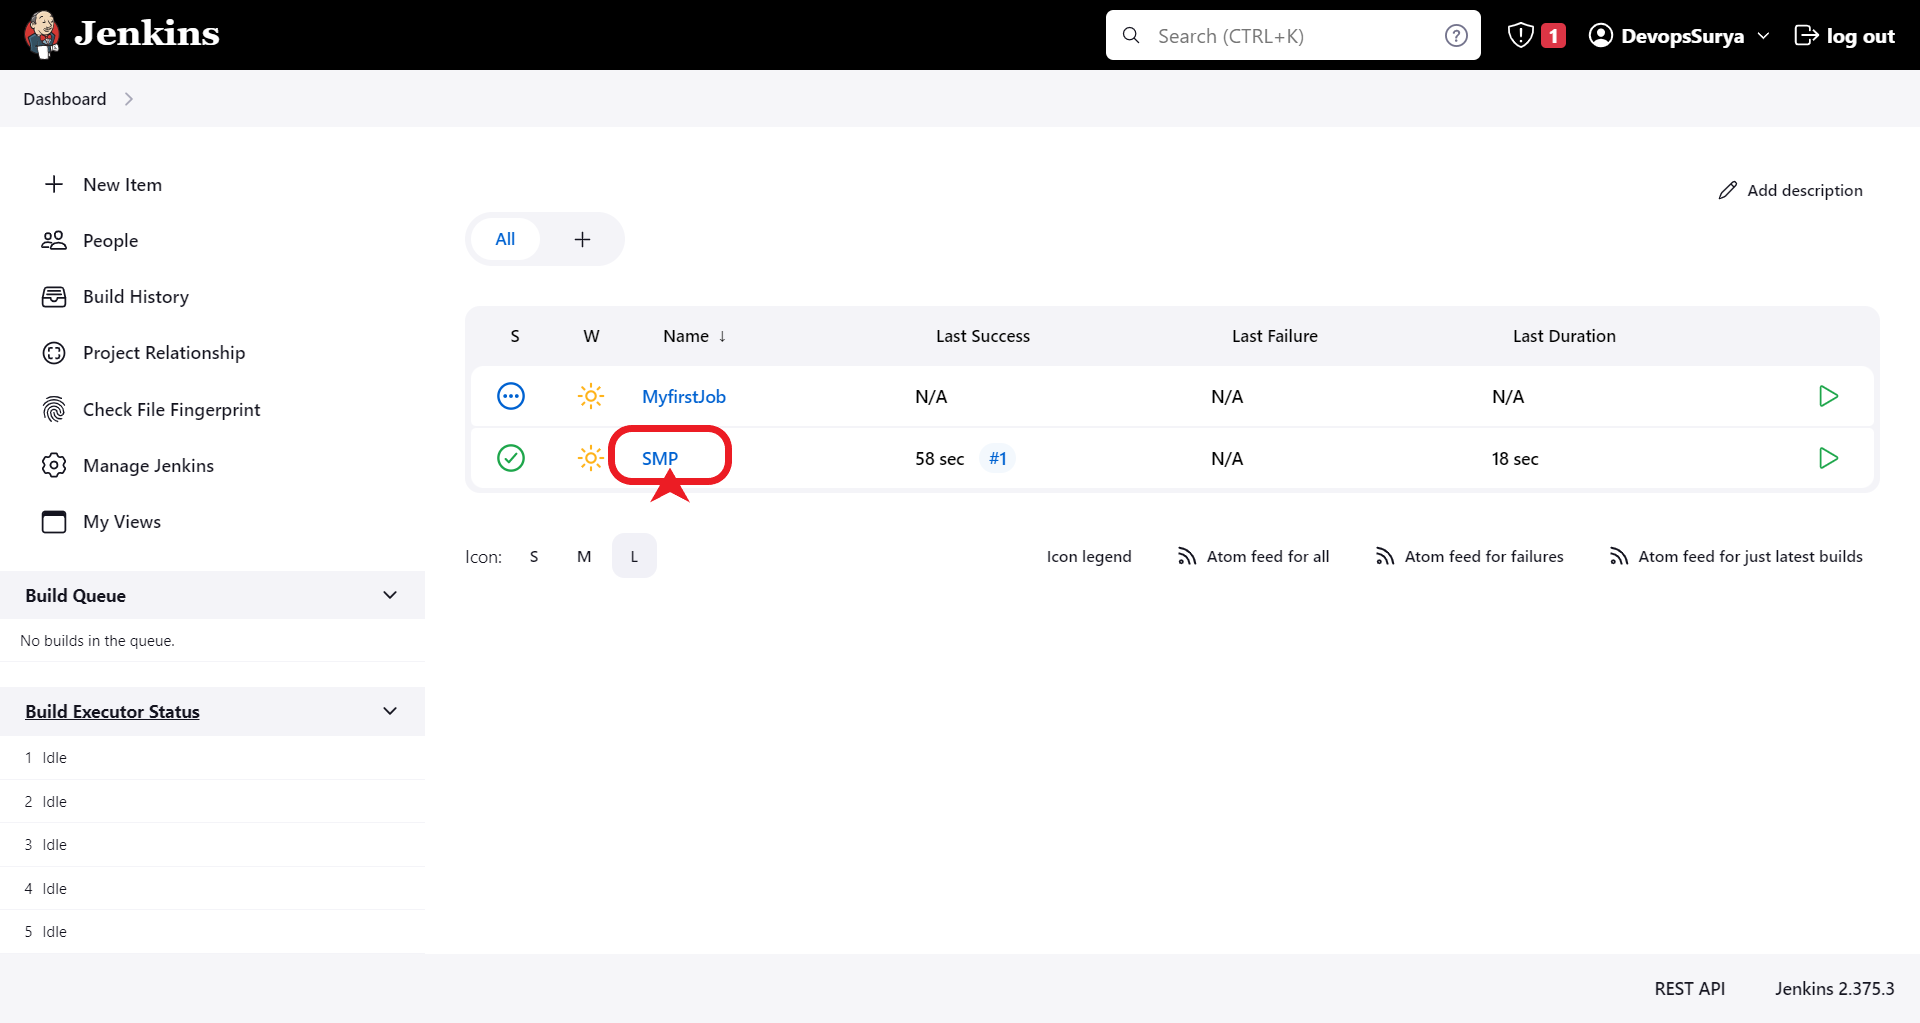 Jenkins
Search (CTRL+K)
1
DevopsSurya
log out
Dashboard
New Item
People
Build History
Project Relationship
Check File Fingerprint
Manage Jenkins
My Views
Build Queue
No builds in the queue.
Build Executor Status
1 Idle
2 Idle
3 Idle
4 Idle
5 Idle
Add description
All +
S W Name ↓ Last Success Last Failure Last Duration
MyfirstJob N/A N/A N/A
SMP 58 sec #1 N/A 18 sec
Icon: S M L
Icon legend Atom feed for all Atom feed for failures Atom feed for just latest builds
REST API Jenkins 2.375.3